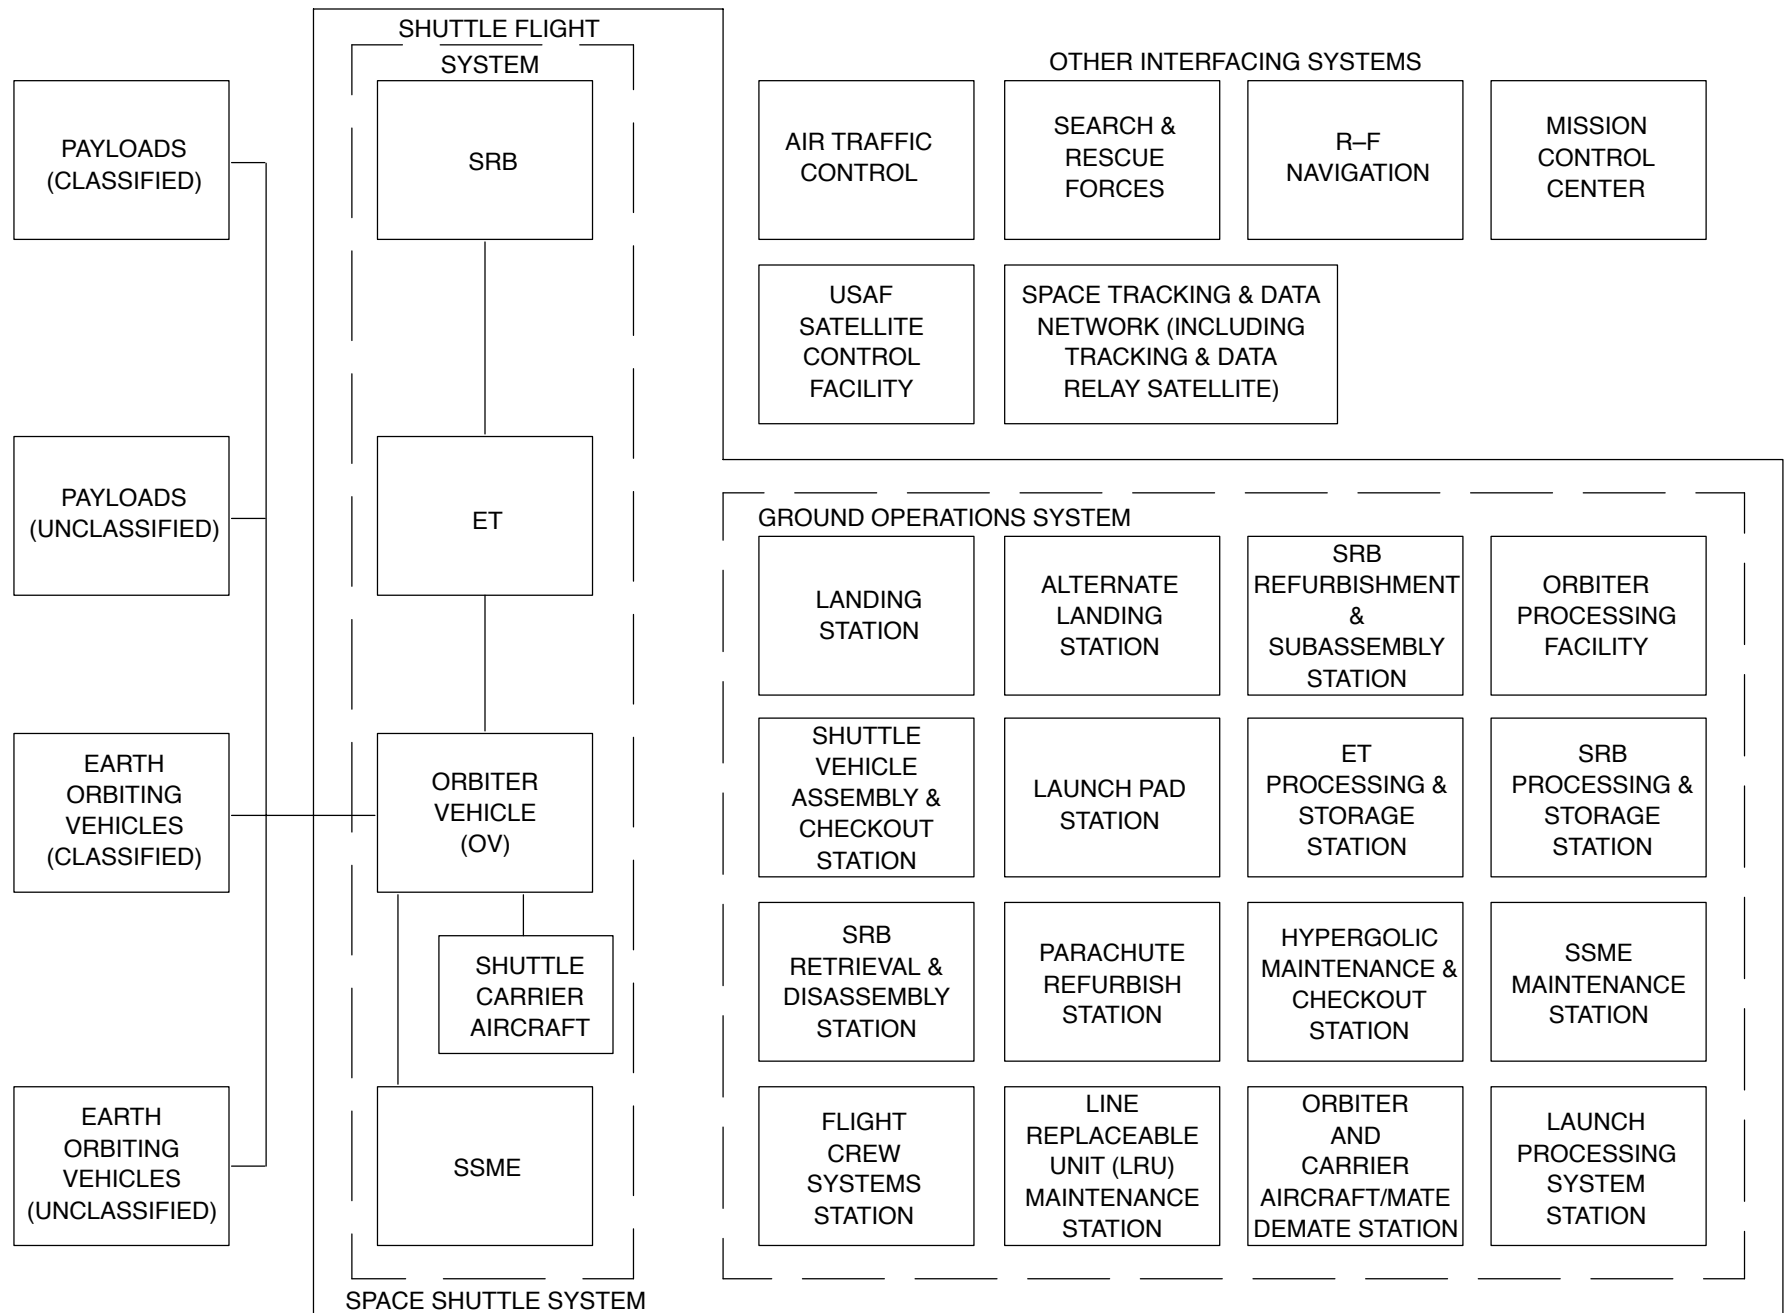 SHUTTLE FLIGHT
SYSTEM
OTHER INTERFACING SYSTEMS
PAYLOADS
(CLASSIFIED)
SRB
AIR TRAFFIC
CONTROL
SEARCH &
RESCUE
FORCES
R–F
NAVIGATION
MISSION
CONTROL
CENTER
USAF
SATELLITE
CONTROL
FACILITY
SPACE TRACKING & DATA
NETWORK (INCLUDING
TRACKING & DATA
RELAY SATELLITE)
PAYLOADS
(UNCLASSIFIED)
ET
GROUND OPERATIONS SYSTEM
LANDING
STATION
ALTERNATE
LANDING
STATION
SRB
REFURBISHMENT
&
SUBASSEMBLY
STATION
ORBITER
PROCESSING
FACILITY
EARTH
ORBITING
VEHICLES
(CLASSIFIED)
ORBITER
VEHICLE
(OV)
SHUTTLE
VEHICLE
ASSEMBLY &
CHECKOUT
STATION
LAUNCH PAD
STATION
ET
PROCESSING &
STORAGE
STATION
SRB
PROCESSING &
STORAGE
STATION
SHUTTLE
CARRIER
AIRCRAFT
SRB
RETRIEVAL &
DISASSEMBLY
STATION
PARACHUTE
REFURBISH
STATION
HYPERGOLIC
MAINTENANCE &
CHECKOUT
STATION
SSME
MAINTENANCE
STATION
EARTH
ORBITING
VEHICLES
(UNCLASSIFIED)
SSME
FLIGHT
CREW
SYSTEMS
STATION
LINE
REPLACEABLE
UNIT (LRU)
MAINTENANCE
STATION
ORBITER
AND
CARRIER
AIRCRAFT/MATE
DEMATE STATION
LAUNCH
PROCESSING
SYSTEM
STATION
SPACE SHUTTLE SYSTEM